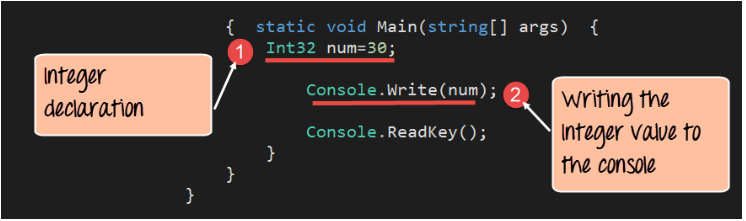 { static void Main(string[] args) {
1
Int32 num=30;
Integer
declaration
Console.Write(num);
2
Writing the
Integer value to
the console
Console.ReadKey();
}
}
}